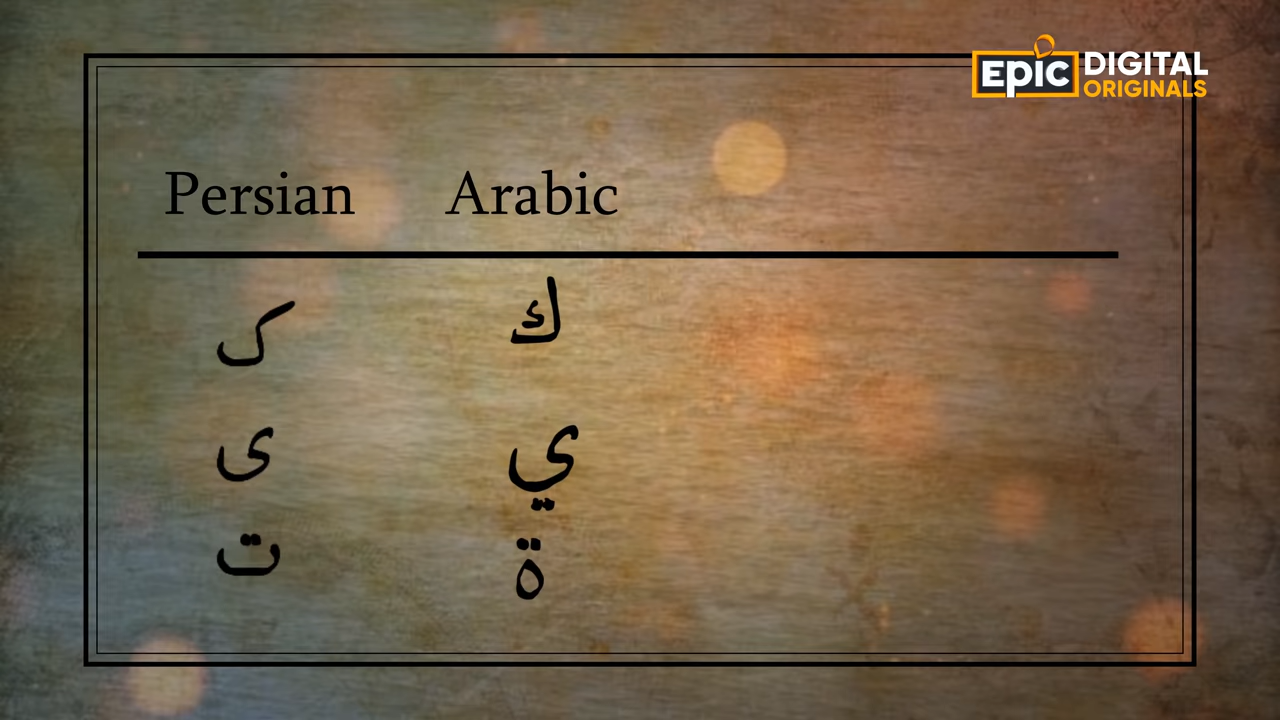 EPIC DIGITAL
ORIGINALS
Persian Arabic
ک ك
ى ي
ت ة